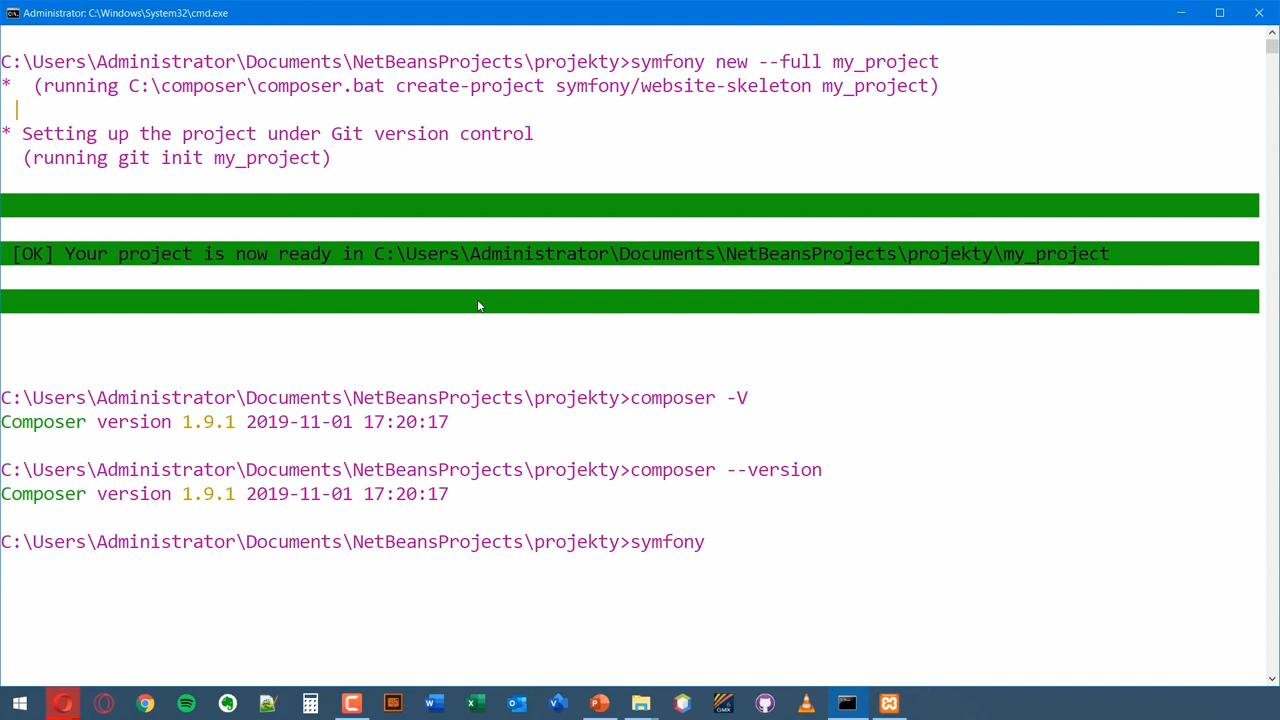 Administrator: C:\Windows\System32\cmd.exe
C:\Users\Administrator\Documents\NetBeansProjects\projekty>symfony new --full my_project
*  (running C:\composer\composer.bat create-project symfony/website-skeleton my_project)
* Setting up the project under Git version control
(running git init my_project)
[OK] Your project is now ready in C:\Users\Administrator\Documents\NetBeansProjects\projekty\my_project
C:\Users\Administrator\Documents\NetBeansProjects\projekty>composer -V
Composer version 1.9.1 2019-11-01 17:20:17
C:\Users\Administrator\Documents\NetBeansProjects\projekty>composer --version
Composer version 1.9.1 2019-11-01 17:20:17
C:\Users\Administrator\Documents\NetBeansProjects\projekty>symfony